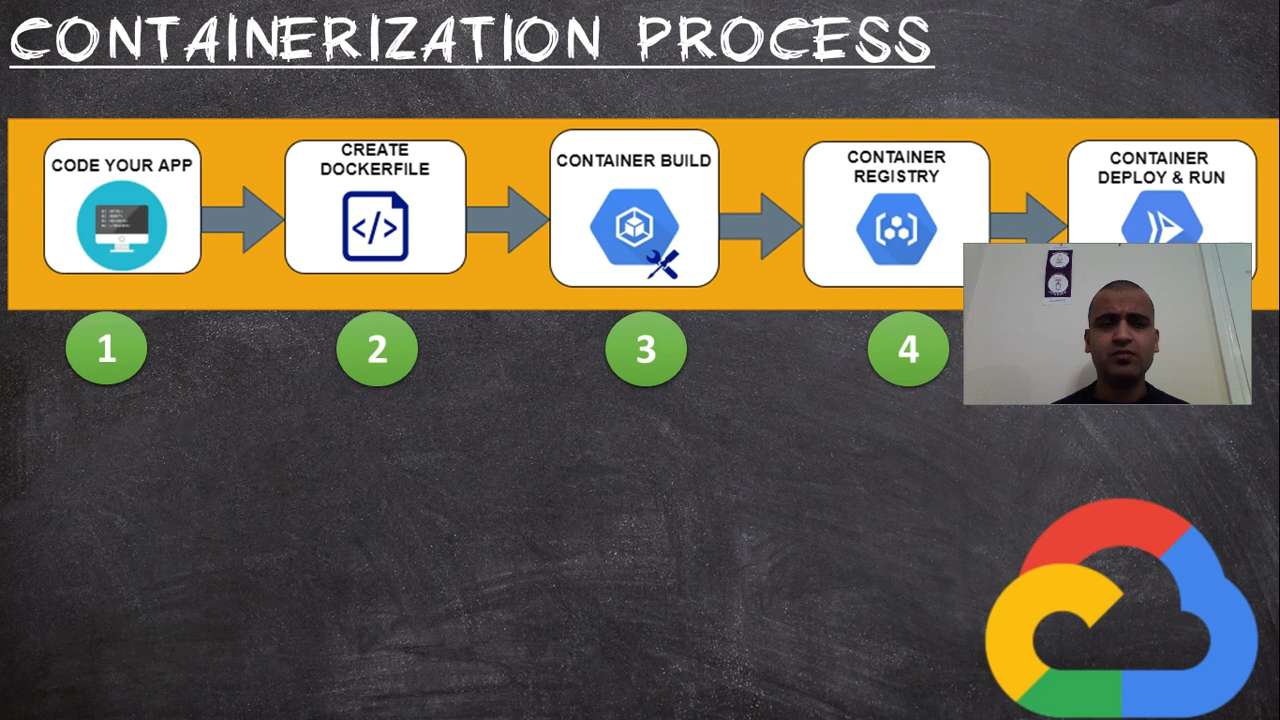 CONTAINERIZATION PROCESS
CODE YOUR APP
CREATE
DOCKERFILE
CONTAINER BUILD
CONTAINER
REGISTRY
CONTAINER
DEPLOY & RUN
</>
1
2
3
4